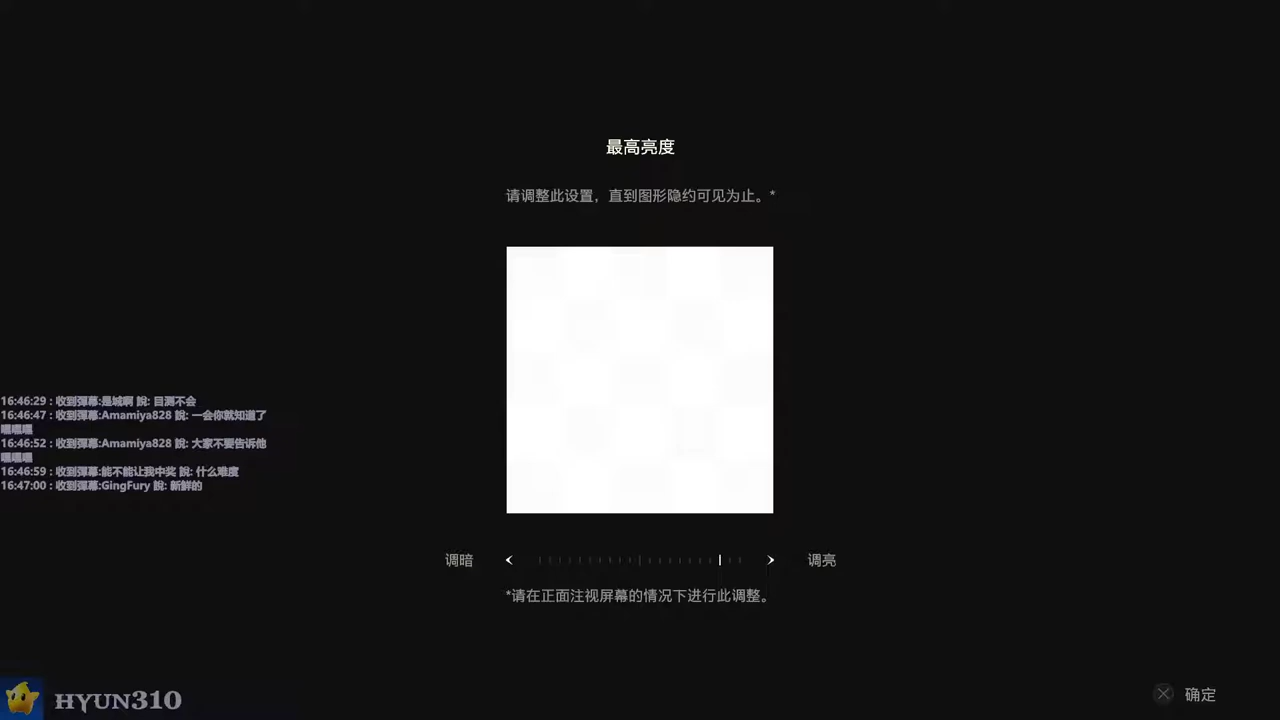 最高亮度
请调整此设置，直到图形隐约可见为止。*
16:46:29 : 收到弹幕:是城啊 說: 目测不会
16:46:47 : 收到弹幕:Amamiya828 說: 一会你就知道了
嘿嘿嘿
16:46:52 : 收到弹幕:Amamiya828 說: 大家不要告诉他
嘿嘿嘿
16:46:59 : 收到弹幕:能不能让我中奖 說: 什么难度
16:47:00 : 收到弹幕:GingFury 說: 新鲜的
调暗
调亮
*请在正面注视屏幕的情况下进行此调整。
HYUN310
确定